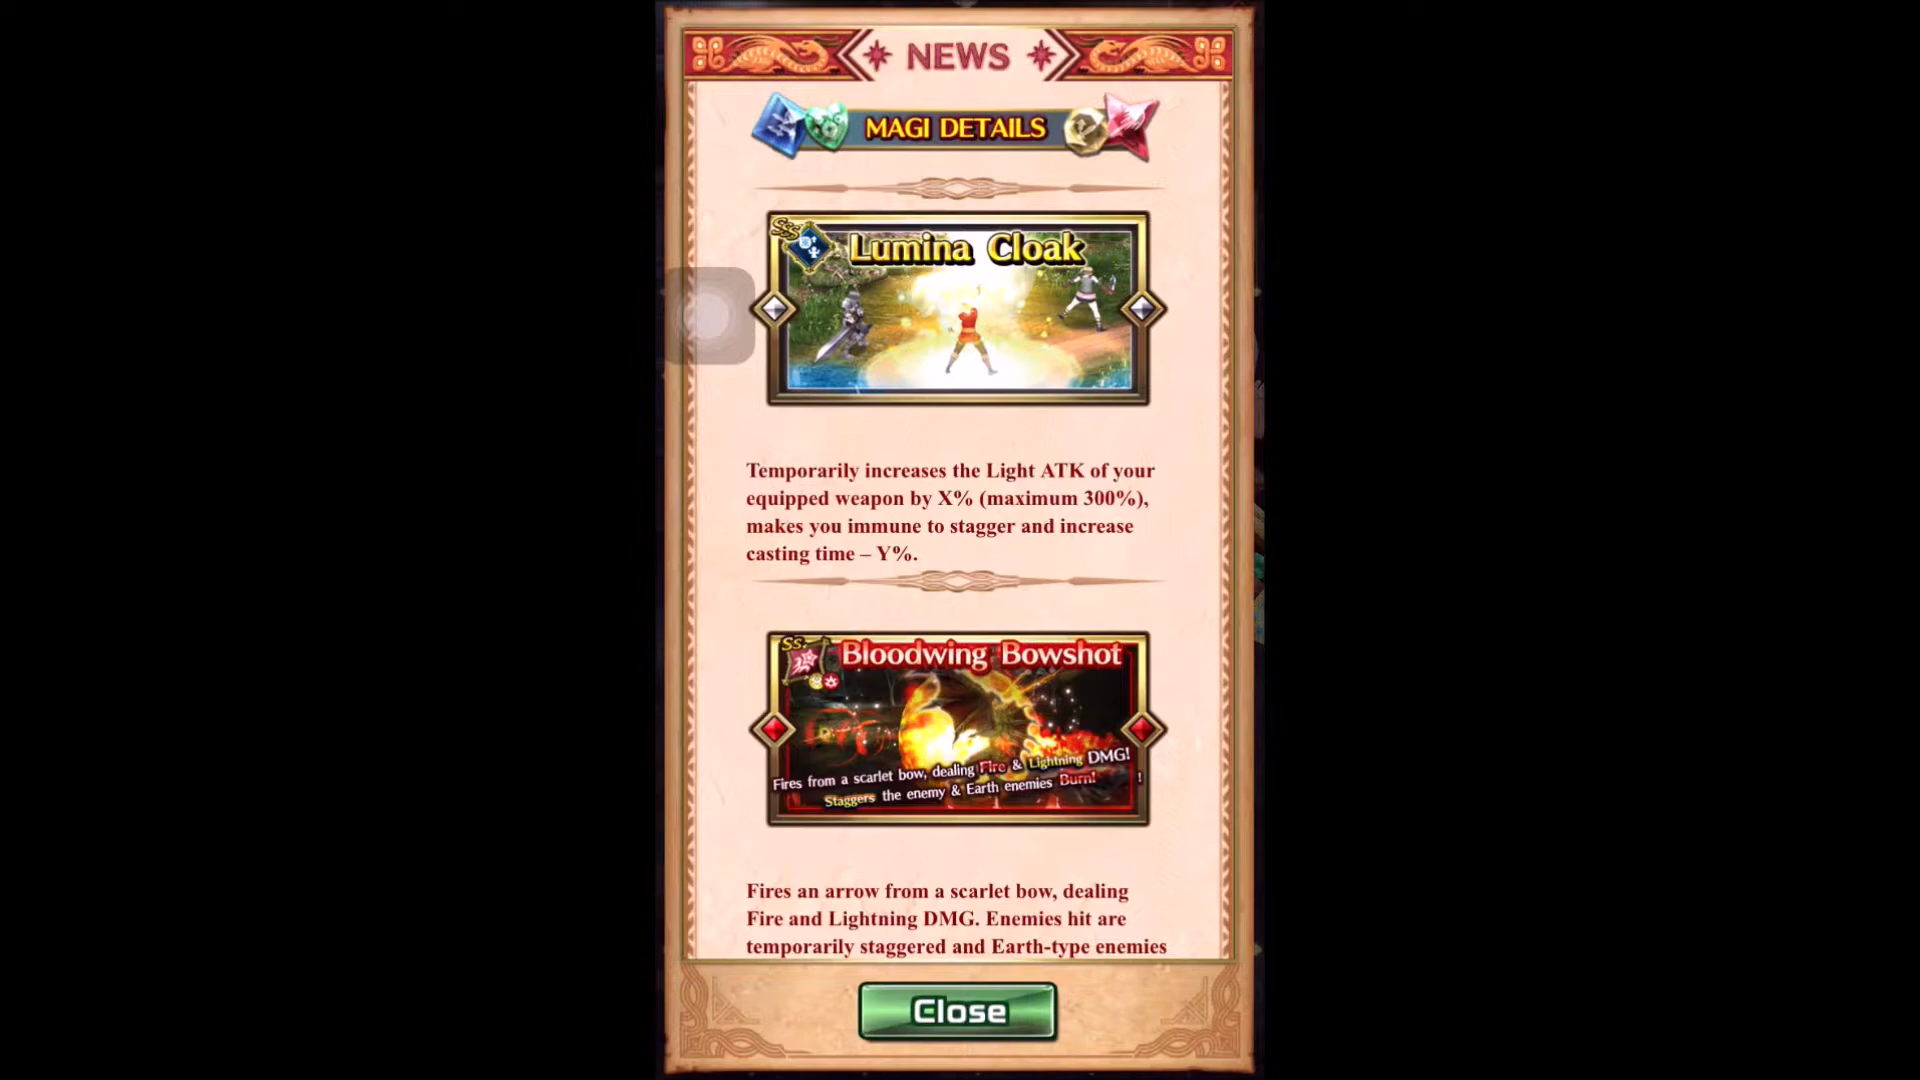 NEWS
MAGI DETAILS
SSS
Lumina Cloak
Temporarily increases the Light ATK of your
equipped weapon by X% (maximum 300%),
makes you immune to stagger and increase
casting time – Y%.
SS
Bloodwing Bowshot
Fires from a scarlet bow, dealing Fire & Lightning DMG!
Staggers the enemy & Earth enemies Burn! !
Fires an arrow from a scarlet bow, dealing
Fire and Lightning DMG. Enemies hit are
temporarily staggered and Earth-type enemies
Close